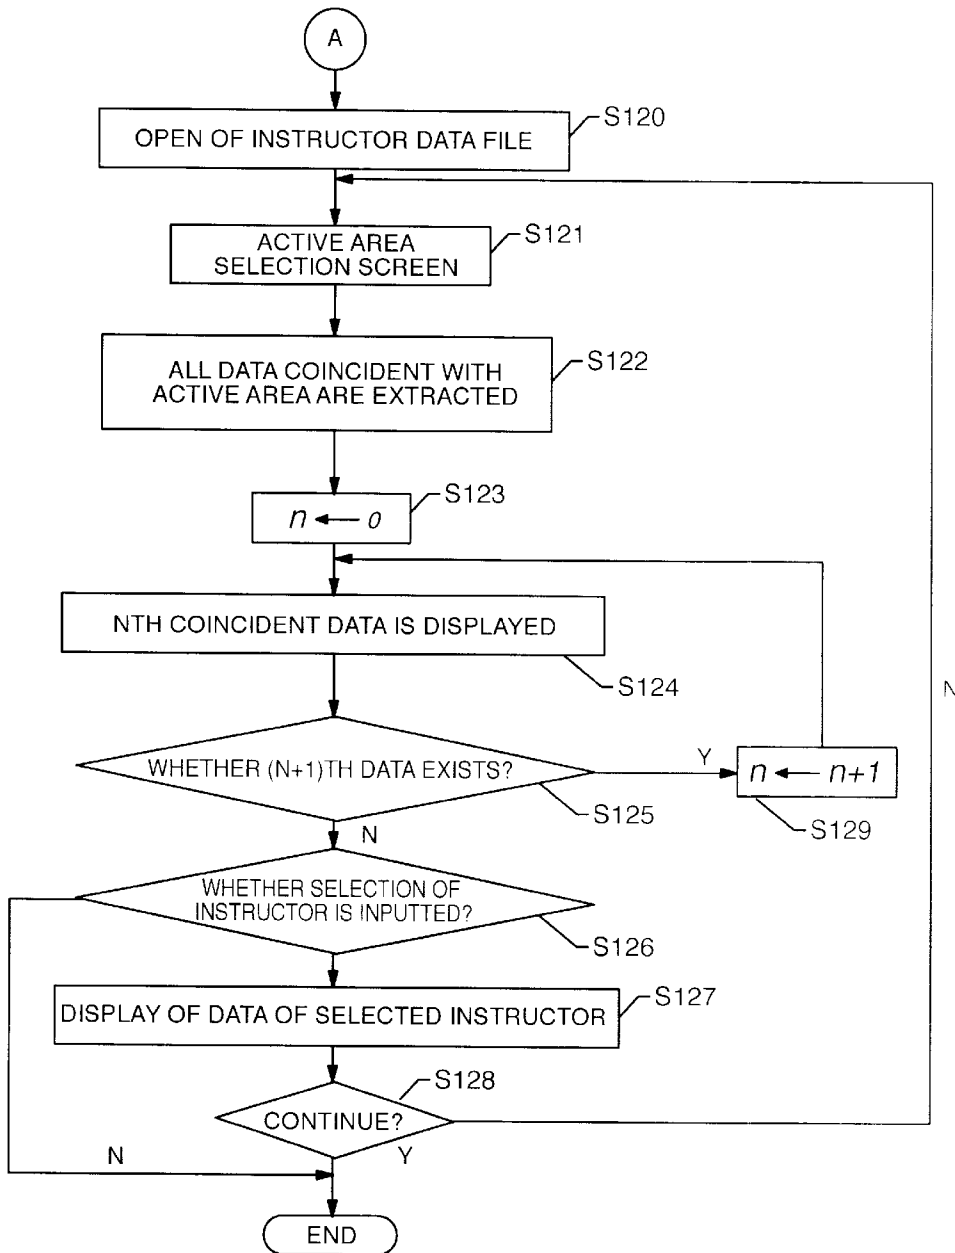 A
S120
OPEN OF INSTRUCTOR DATA FILE
S121
ACTIVE AREA
SELECTION SCREEN
S122
ALL DATA COINCIDENT WITH
ACTIVE AREA ARE EXTRACTED
S123
n ← 0
NTH COINCIDENT DATA IS DISPLAYED
S124
N
WHETHER (N+1)TH DATA EXISTS?
Y
n ← n+1
S125
S129
N
WHETHER SELECTION OF
INSTRUCTOR IS INPUTTED?
S126
S127
DISPLAY OF DATA OF SELECTED INSTRUCTOR
S128
CONTINUE?
N
Y
END